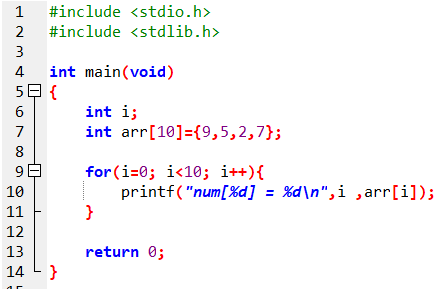 1 #include <stdio.h>
2 #include <stdlib.h>
3
4 int main(void)
5 {
6     int i;
7     int arr[10]={9,5,2,7};
8
9     for(i=0; i<10; i++){
10         printf("num[%d] = %d\n",i ,arr[i]);
11     }
12
13     return 0;
14 }
15